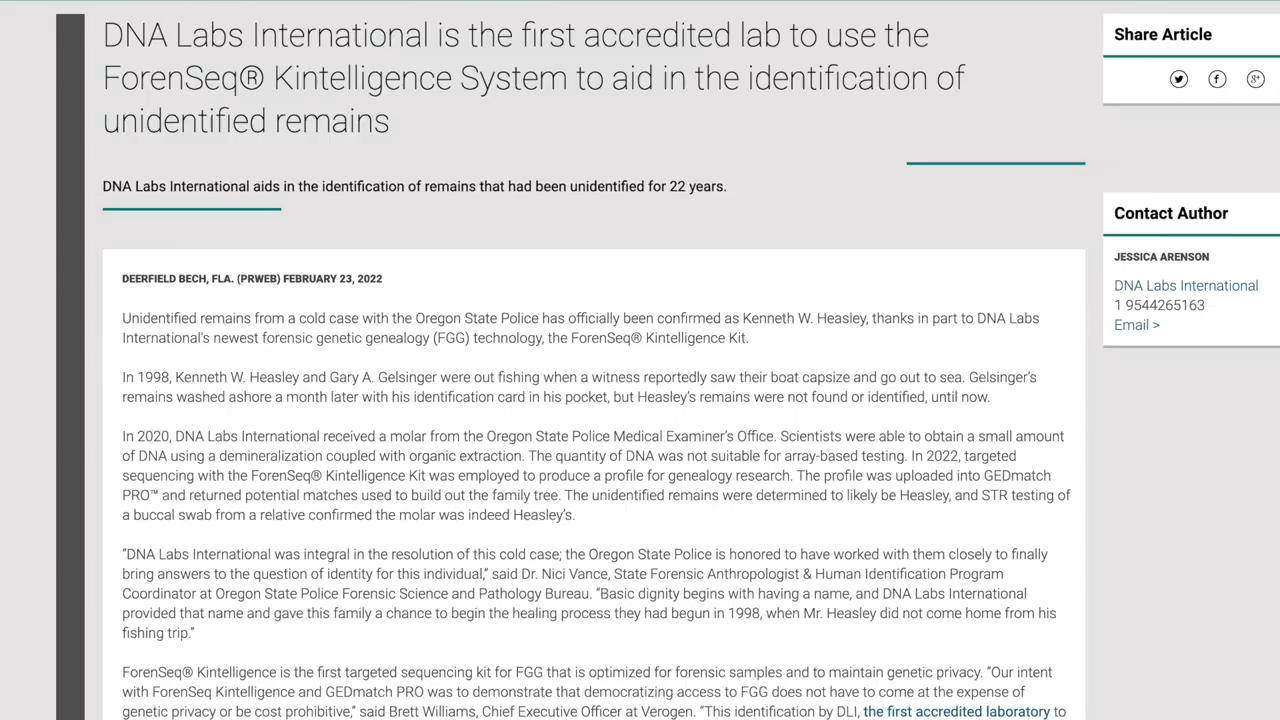 DNA Labs International is the first accredited lab to use the
ForenSeq® Kintelligence System to aid in the identification of
unidentified remains
DNA Labs International aids in the identification of remains that had been unidentified for 22 years.
DEERFIELD BECH, FLA. (PRWEB) FEBRUARY 23, 2022
Unidentified remains from a cold case with the Oregon State Police has officially been confirmed as Kenneth W. Heasley, thanks in part to DNA Labs
International's newest forensic genetic genealogy (FGG) technology, the ForenSeq® Kintelligence Kit.
In 1998, Kenneth W. Heasley and Gary A. Gelsinger were out fishing when a witness reportedly saw their boat capsize and go out to sea. Gelsinger's
remains washed ashore a month later with his identification card in his pocket, but Heasley's remains were not found or identified, until now.
In 2020, DNA Labs International received a molar from the Oregon State Police Medical Examiner's Office. Scientists were able to obtain a small amount
of DNA using a demineralization coupled with organic extraction. The quantity of DNA was not suitable for array-based testing. In 2022, targeted
sequencing with the ForenSeq® Kintelligence Kit was employed to produce a profile for genealogy research. The profile was uploaded into GEDmatch
PRO™ and returned potential matches used to build out the family tree. The unidentified remains were determined to likely be Heasley, and STR testing of
a buccal swab from a relative confirmed the molar was indeed Heasley's.
"DNA Labs International was integral in the resolution of this cold case; the Oregon State Police is honored to have worked with them closely to finally
bring answers to the question of identity for this individual," said Dr. Nici Vance, State Forensic Anthropologist & Human Identification Program
Coordinator at Oregon State Police Forensic Science and Pathology Bureau. "Basic dignity begins with having a name, and DNA Labs International
provided that name and gave this family a chance to begin the healing process they had begun in 1998, when Mr. Heasley did not come home from his
fishing trip."
ForenSeq® Kintelligence is the first targeted sequencing kit for FGG that is optimized for forensic samples and to maintain genetic privacy. "Our intent
with ForenSeq Kintelligence and GEDmatch PRO was to demonstrate that democratizing access to FGG does not have to come at the expense of
genetic privacy or be cost prohibitive," said Brett Williams, Chief Executive Officer at Verogen. "This identification by DLI, the first accredited laboratory to
Share Article
Contact Author
JESSICA ARENSON
DNA Labs International
1 9544265163
Email >